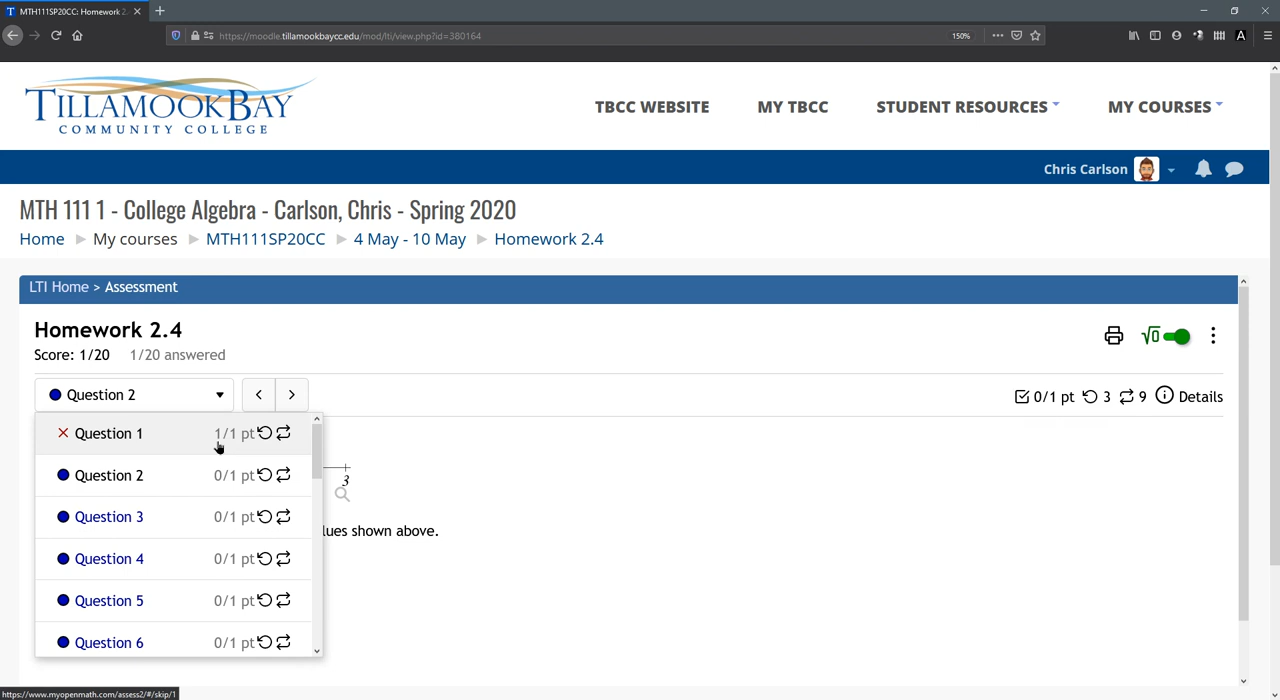 MTH111SP20CC: Homework 2.
https://moodle.tillamookbaycc.edu/mod/lti/view.php?id=380164
150%
TILLAMOOK BAY
COMMUNITY COLLEGE
TBCC WEBSITE
MY TBCC
STUDENT RESOURCES
MY COURSES
Chris Carlson
MTH 111 1 - College Algebra - Carlson, Chris - Spring 2020
Home ▶ My courses ▶ MTH111SP20CC ▶ 4 May - 10 May ▶ Homework 2.4
LTI Home > Assessment
Homework 2.4
Score: 1/20 1/20 answered
√0
Question 2
< >
0/1 pt 3 9 Details
Question 1 1/1 pt
Question 2 0/1 pt
3
Question 3 0/1 pt
lues shown above.
Question 4 0/1 pt
Question 5 0/1 pt
Question 6 0/1 pt
https://www.myopenmath.com/assess2/#/skip/1